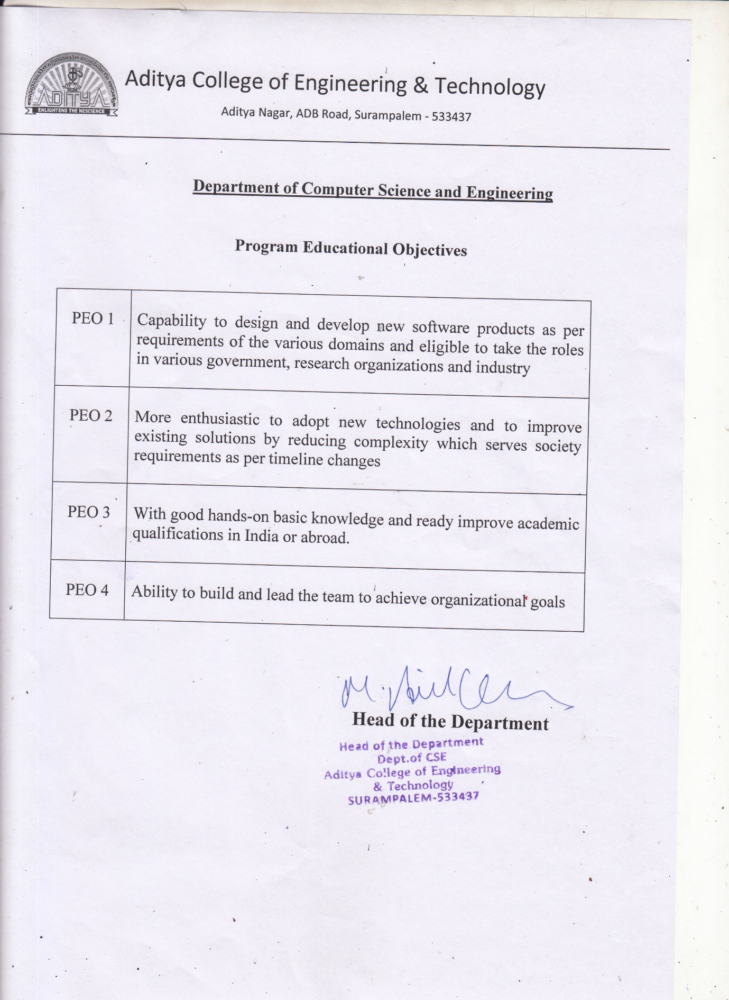 Aditya College of Engineering & Technology
Aditya Nagar, ADB Road, Surampalem - 533437
ADITYA
ENLIGHTENS THE NESCIENCE
Department of Computer Science and Engineering
Program Educational Objectives
PEO 1
Capability to design and develop new software products as per
requirements of the various domains and eligible to take the roles
in various government, research organizations and industry
PEO 2
More enthusiastic to adopt new technologies and to improve
existing solutions by reducing complexity which serves society
requirements as per timeline changes
PEO 3
With good hands-on basic knowledge and ready improve academic
qualifications in India or abroad.
PEO 4
Ability to build and lead the team to achieve organizational goals
Head of the Department
Head of the Department
Dept.of CSE
Aditya College of Engineering
& Technology
SURAMPALEM-533437